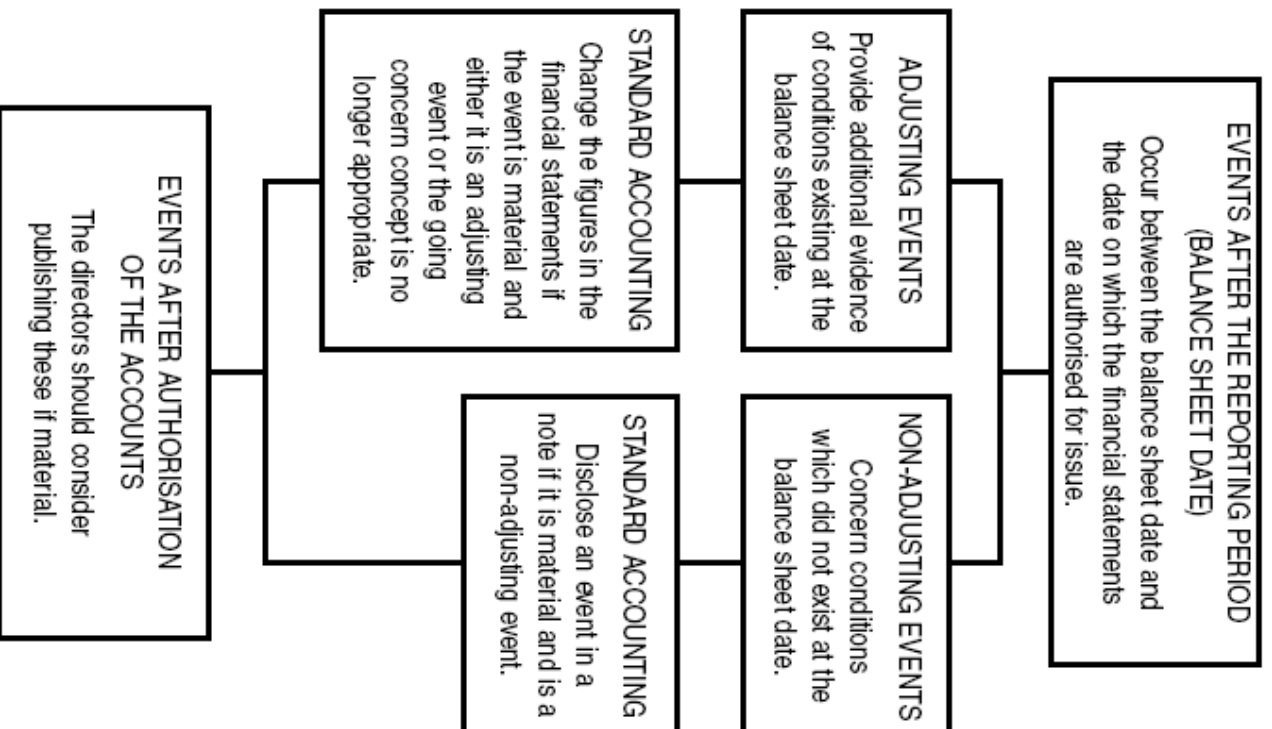 EVENTS AFTER THE REPORTING PERIOD
(BALANCE SHEET DATE)
Occur between the balance sheet date and
the date on which the financial statements
are authorised for issue.
ADJUSTING EVENTS
Provide additional evidence
of conditions existing at the
balance sheet date.
NON-ADJUSTING EVENTS
Concern conditions
which did not exist at the
balance sheet date.
STANDARD ACCOUNTING
Change the figures in the
financial statements if
the event is material and
either it is an adjusting
event or the going
concern concept is no
longer appropriate.
STANDARD ACCOUNTING
Disclose an event in a
note if it is material and is a
non-adjusting event.
EVENTS AFTER AUTHORISATION
OF THE ACCOUNTS
The directors should consider
publishing these if material.